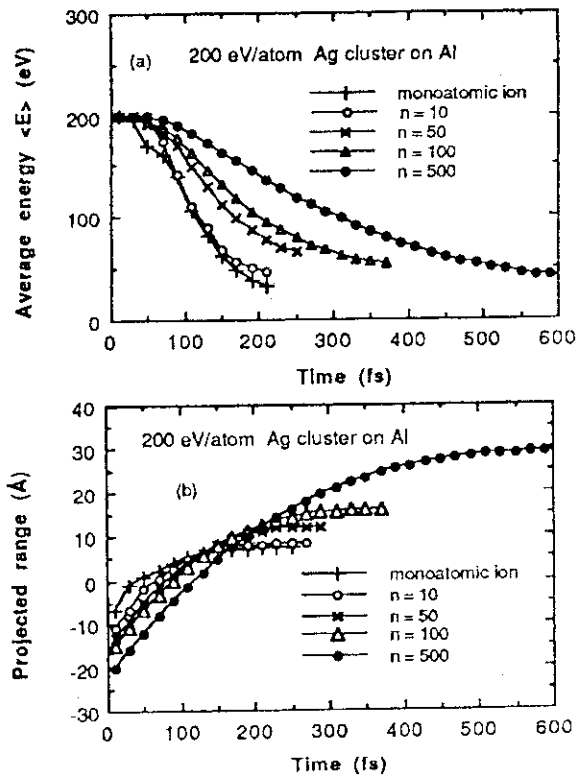 300
(a)
200 eV/atom Ag cluster on Al
monoatomic ion
n = 10
n = 50
n = 100
n = 500
200
100
0
Average energy <E> (eV)
0 100 200 300 400 500 600
Time (fs)
40
30
20
10
0
-10
-20
-30
Projected range (Å)
200 eV/atom Ag cluster on Al
(b)
monoatomic ion
n = 10
n = 50
n = 100
n = 500
0 100 200 300 400 500 600
Time (fs)